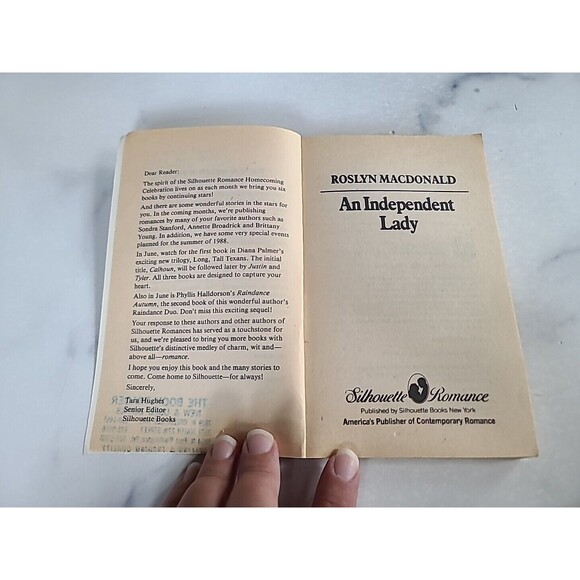 Dear Reader:
The spirit of the Silhouette Romance Homecoming
Celebration lives on as each month we bring you six
books by continuing stars!
And there are some wonderful stories in the stars for
you. In the coming months, we're publishing
romances by many of your favorite authors such as
Sondra Stanford, Annette Broadrick and Brittany
Young. In addition, we have some very special events
planned for the summer of 1988.
In June, watch for the first book in Diana Palmer's
exciting new trilogy, Long, Tall Texans. The initial
title, Calhoun, will be followed later by Justin and
Tyler. All three books are designed to capture your
heart.
Also in June is Phyllis Halldorson's Raindance
Autumn, the second book of this wonderful author's
Raindance Duo. Don't miss this exciting sequel!
Your response to these authors and other authors of
Silhouette Romances has served as a touchstone for
us, and we're pleased to bring you more books with
Silhouette's distinctive medley of charm, wit and—
above all—romance.
I hope you enjoy this book and the many stories to
come. Come home to Silhouette—for always!
Sincerely,
Tara Hughes
Senior Editor
Silhouette Books
THE BOO
NEW &
ROSLYN MACDONALD
An Independent
Lady
Silhouette Romance
Published by Silhouette Books New York
America's Publisher of Contemporary Romance